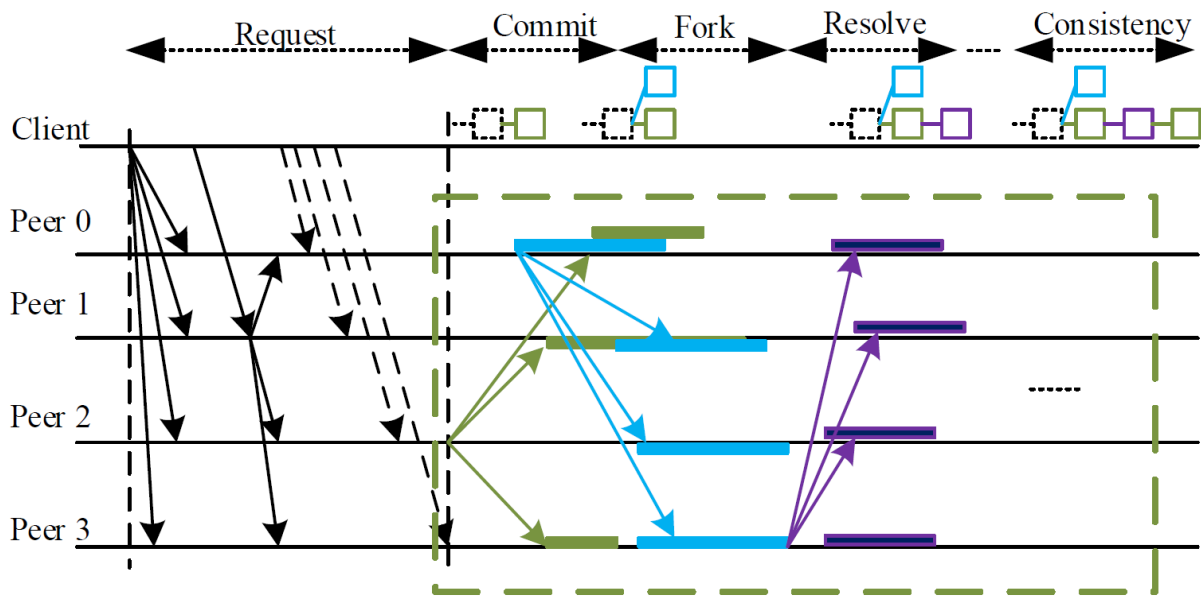 Request Commit Fork Resolve Consistency
Client
Peer 0
Peer 1
Peer 2
Peer 3